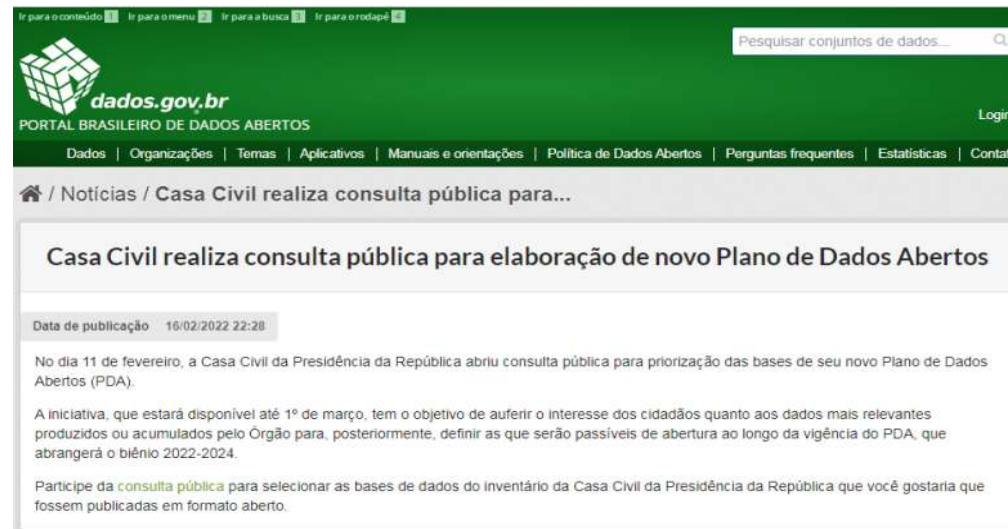 Ir para o conteúdo 1 Ir para o menu 2 Ir para a busca 3 Ir para o rodapé 4
Pesquisar conjuntos de dados...
dados.gov.br
PORTAL BRASILEIRO DE DADOS ABERTOS
Login
Dados | Organizações | Temas | Aplicativos | Manuais e orientações | Política de Dados Abertos | Perguntas frequentes | Estatísticas | Contat
/ Notícias / Casa Civil realiza consulta pública para...
Casa Civil realiza consulta pública para elaboração de novo Plano de Dados Abertos
Data de publicação 16/02/2022 22:28
No dia 11 de fevereiro, a Casa Civil da Presidência da República abriu consulta pública para priorização das bases de seu novo Plano de Dados
Abertos (PDA).
A iniciativa, que estará disponível até 1º de março, tem o objetivo de auferir o interesse dos cidadãos quanto aos dados mais relevantes
produzidos ou acumulados pelo Órgão para, posteriormente, definir as que serão passíveis de abertura ao longo da vigência do PDA, que
abrangerá o biênio 2022-2024.
Participe da consulta pública para selecionar as bases de dados do inventário da Casa Civil da Presidência da República que você gostaria que
fossem publicadas em formato aberto.